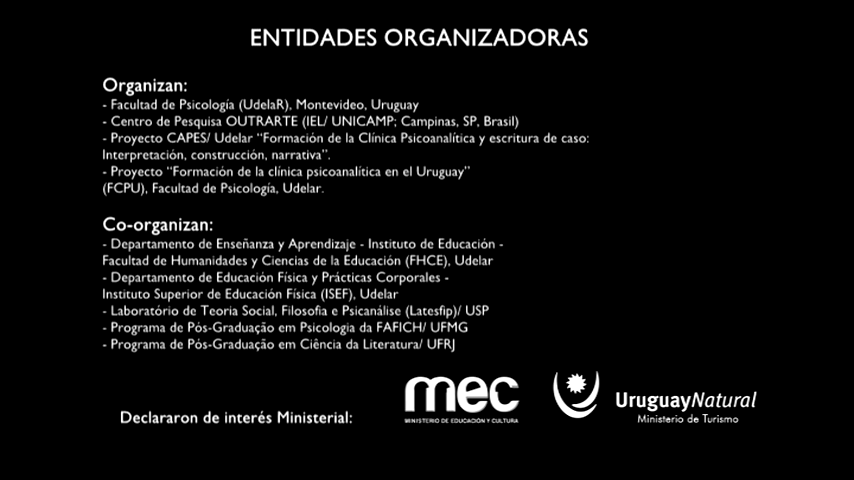 ENTIDADES ORGANIZADORAS
Organizan:
- Facultad de Psicología (UdelaR), Montevideo, Uruguay
- Centro de Pesquisa OUTRARTE (IEL/ UNICAMP; Campinas, SP, Brasil)
- Proyecto CAPES/ Udelar “Formación de la Clínica Psicoanalítica y escritura de caso:
Interpretación, construcción, narrativa”.
- Proyecto “Formación de la clínica psicoanalítica en el Uruguay”
(FCPU), Facultad de Psicología, Udelar.
Co-organizan:
- Departamento de Enseñanza y Aprendizaje - Instituto de Educación -
Facultad de Humanidades y Ciencias de la Educación (FHCE), Udelar
- Departamento de Educación Física y Prácticas Corporales -
Instituto Superior de Educación Física (ISEF), Udelar
- Laboratório de Teoria Social, Filosofia e Psicanálise (Latesfip)/ USP
- Programa de Pós-Graduação em Psicologia da FAFICH/ UFMG
- Programa de Pós-Graduação em Ciência da Literatura/ UFRJ
Declararon de interés Ministerial:
mec
MINISTERIO DE EDUCACIÓN Y CULTURA
UruguayNatural
Ministerio de Turismo